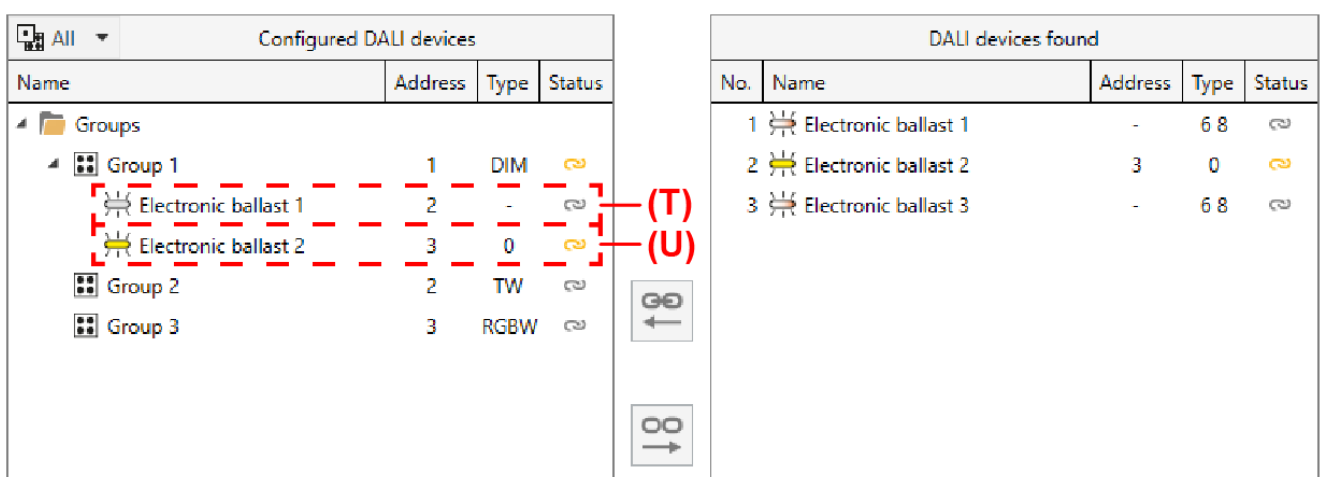 All Configured DALI devices DALI devices found
Name Address Type Status No. Name Address Type Status
Groups 1 Electronic ballast 1 - 6 8
Group 1 1 DIM 2 Electronic ballast 2 3 0
Electronic ballast 1 2 - (T) 3 Electronic ballast 3 - 6 8
Electronic ballast 2 3 0 (U)
Group 2 2 TW
Group 3 3 RGBW